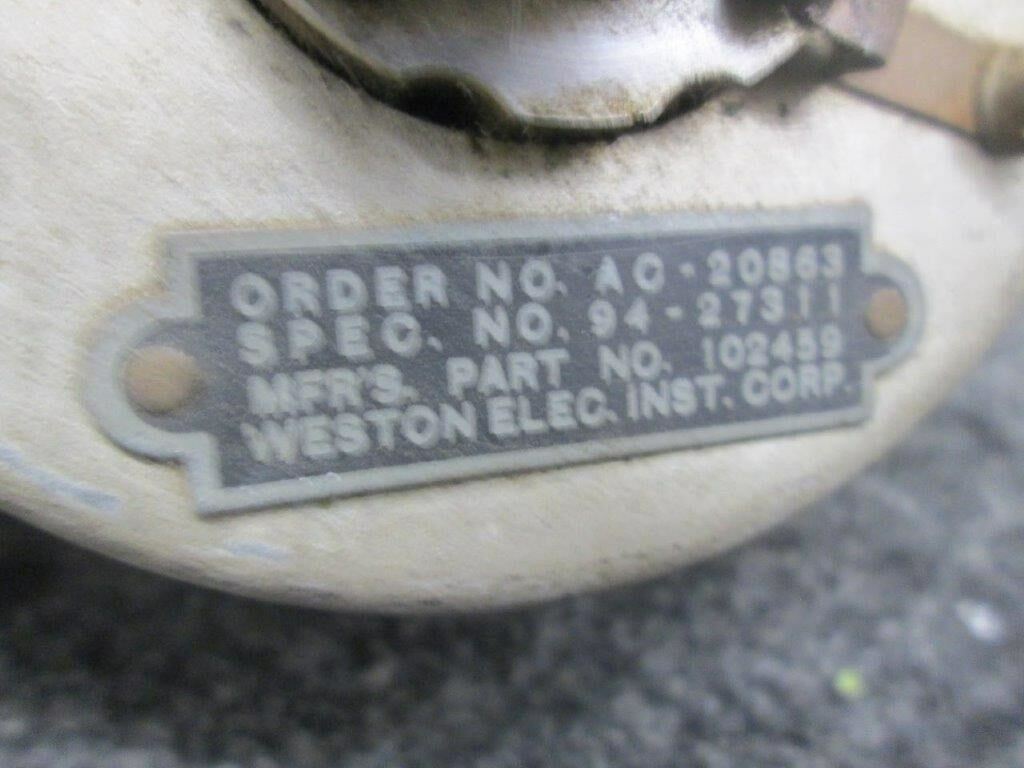 ORDER NO. AC-20863
SPEC. NO. 94-27311
MFR'S. PART NO. 102459
WESTON ELEC. INST. CORP.